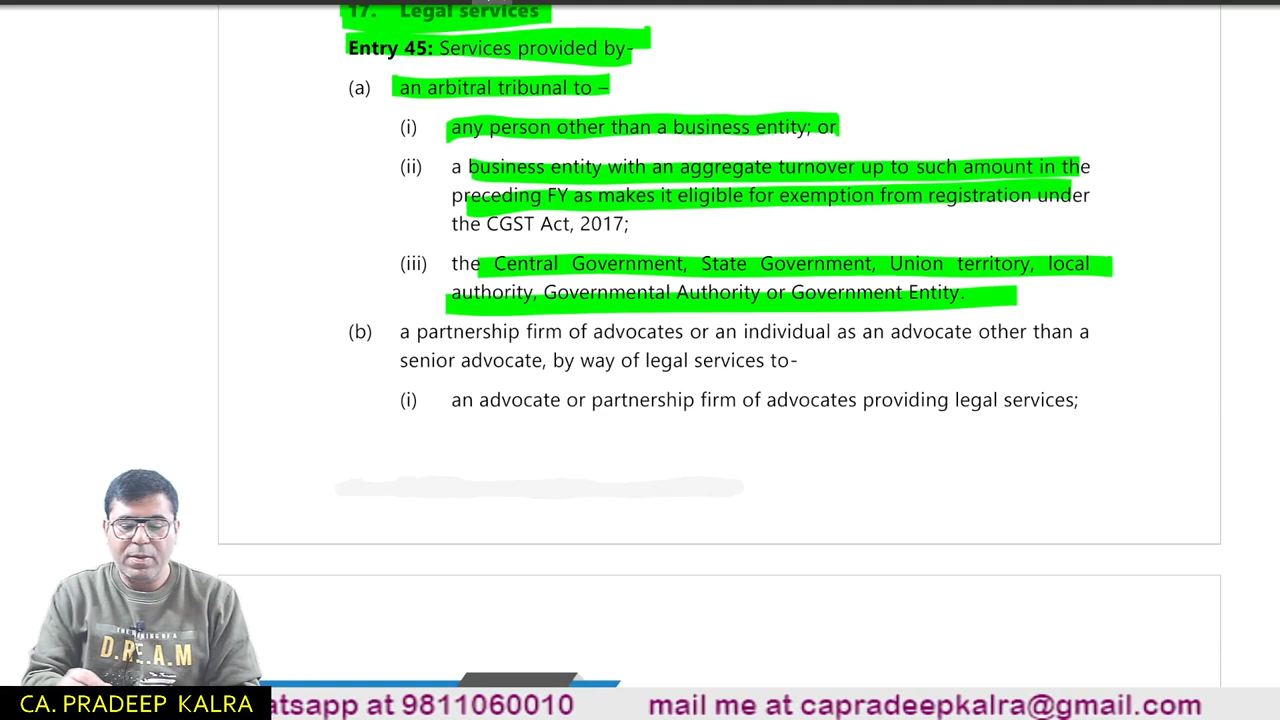 17. Legal services
Entry 45: Services provided by-
(a) an arbitral tribunal to –
(i) any person other than a business entity; or
(ii) a business entity with an aggregate turnover up to such amount in the
preceding FY as makes it eligible for exemption from registration under
the CGST Act, 2017;
(iii) the Central Government, State Government, Union territory, local
authority, Governmental Authority or Government Entity.
(b) a partnership firm of advocates or an individual as an advocate other than a
senior advocate, by way of legal services to-
(i) an advocate or partnership firm of advocates providing legal services;
D.R.E.A.M
CA. PRADEEP KALRA
atsapp at 9811060010 mail me at capradeepkalra@gmail.com